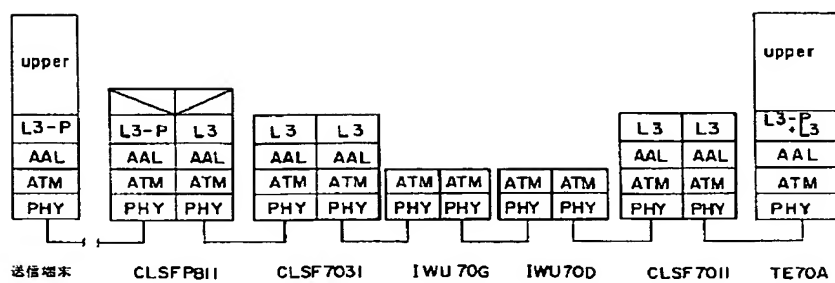 upper
upper
L3-P
L3-P L3
L3 L3
L3 L3
L3-P+L3
AAL
AAL AAL
AAL AAL
AAL AAL
AAL
ATM
ATM ATM
ATM ATM
ATM ATM
ATM ATM
ATM ATM
ATM
PHY
PHY PHY
PHY PHY
PHY PHY
PHY PHY
PHY PHY
PHY
送信端末 CLSFP811 CLSF7031 IWU70G IWU70D CLSF7011 TE70A